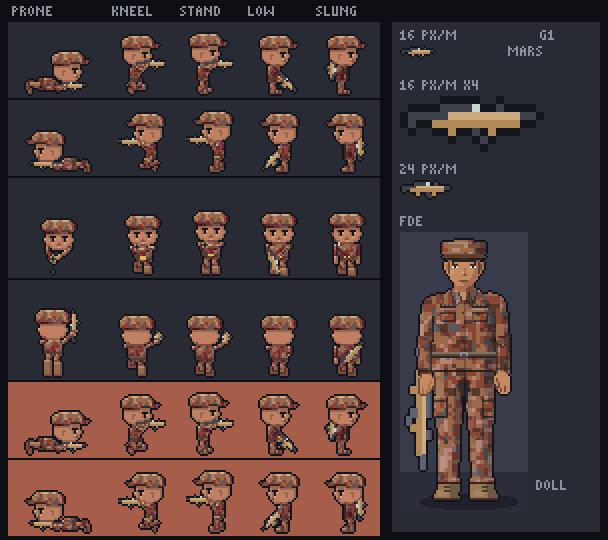 PRONE KNEEL STAND LOW SLUNG
16 PX/M G1
MARS
16 PX/M X4
24 PX/M
FDE
DOLL